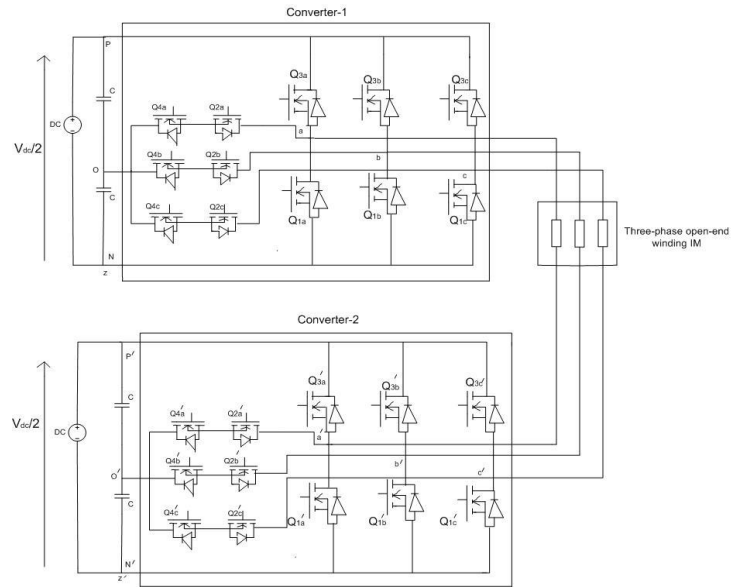 Converter-1
P
Q3a
Q3b
Q3c
C
Q4a
Q2a
DC
a
Vdc/2
Q4b
Q2b
b
O
c
C
Q4c
Q2c
Q1a
Q1b
Q1c
Three-phase open-end
winding IM
N
z
Converter-2
P'
Q3a'
Q3b'
Q3c'
C
Q4a'
Q2a'
Vdc/2
DC
a'
Q4b'
Q2b'
b'
c'
O'
C
Q4c'
Q2c'
Q1a'
Q1b'
Q1c'
N'
z'